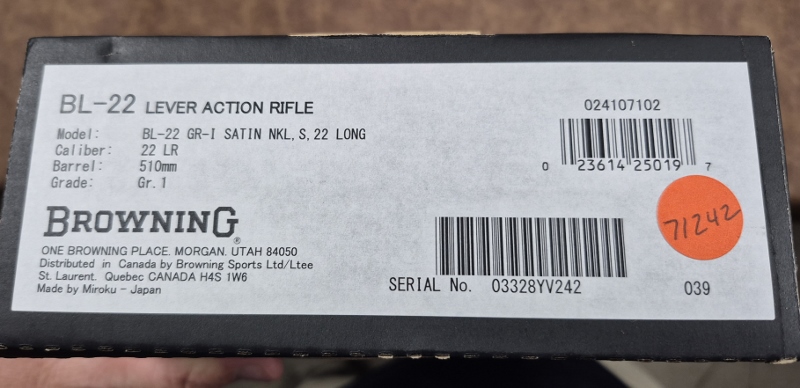 BL-22 LEVER ACTION RIFLE
Model: BL-22 GR-I SATIN NKL,S,22 LONG
Caliber: 22 LR
Barrel: 510mm
Grade: Gr.1
BROWNING®
ONE BROWNING PLACE. MORGAN. UTAH 84050
Distributed in Canada by Browning Sports Ltd/Ltee
St. Laurent. Quebec CANADA H4S 1W6
Made by Miroku - Japan
024107102
0 23614 25019 7
71242
SERIAL No. 03328YV242
039